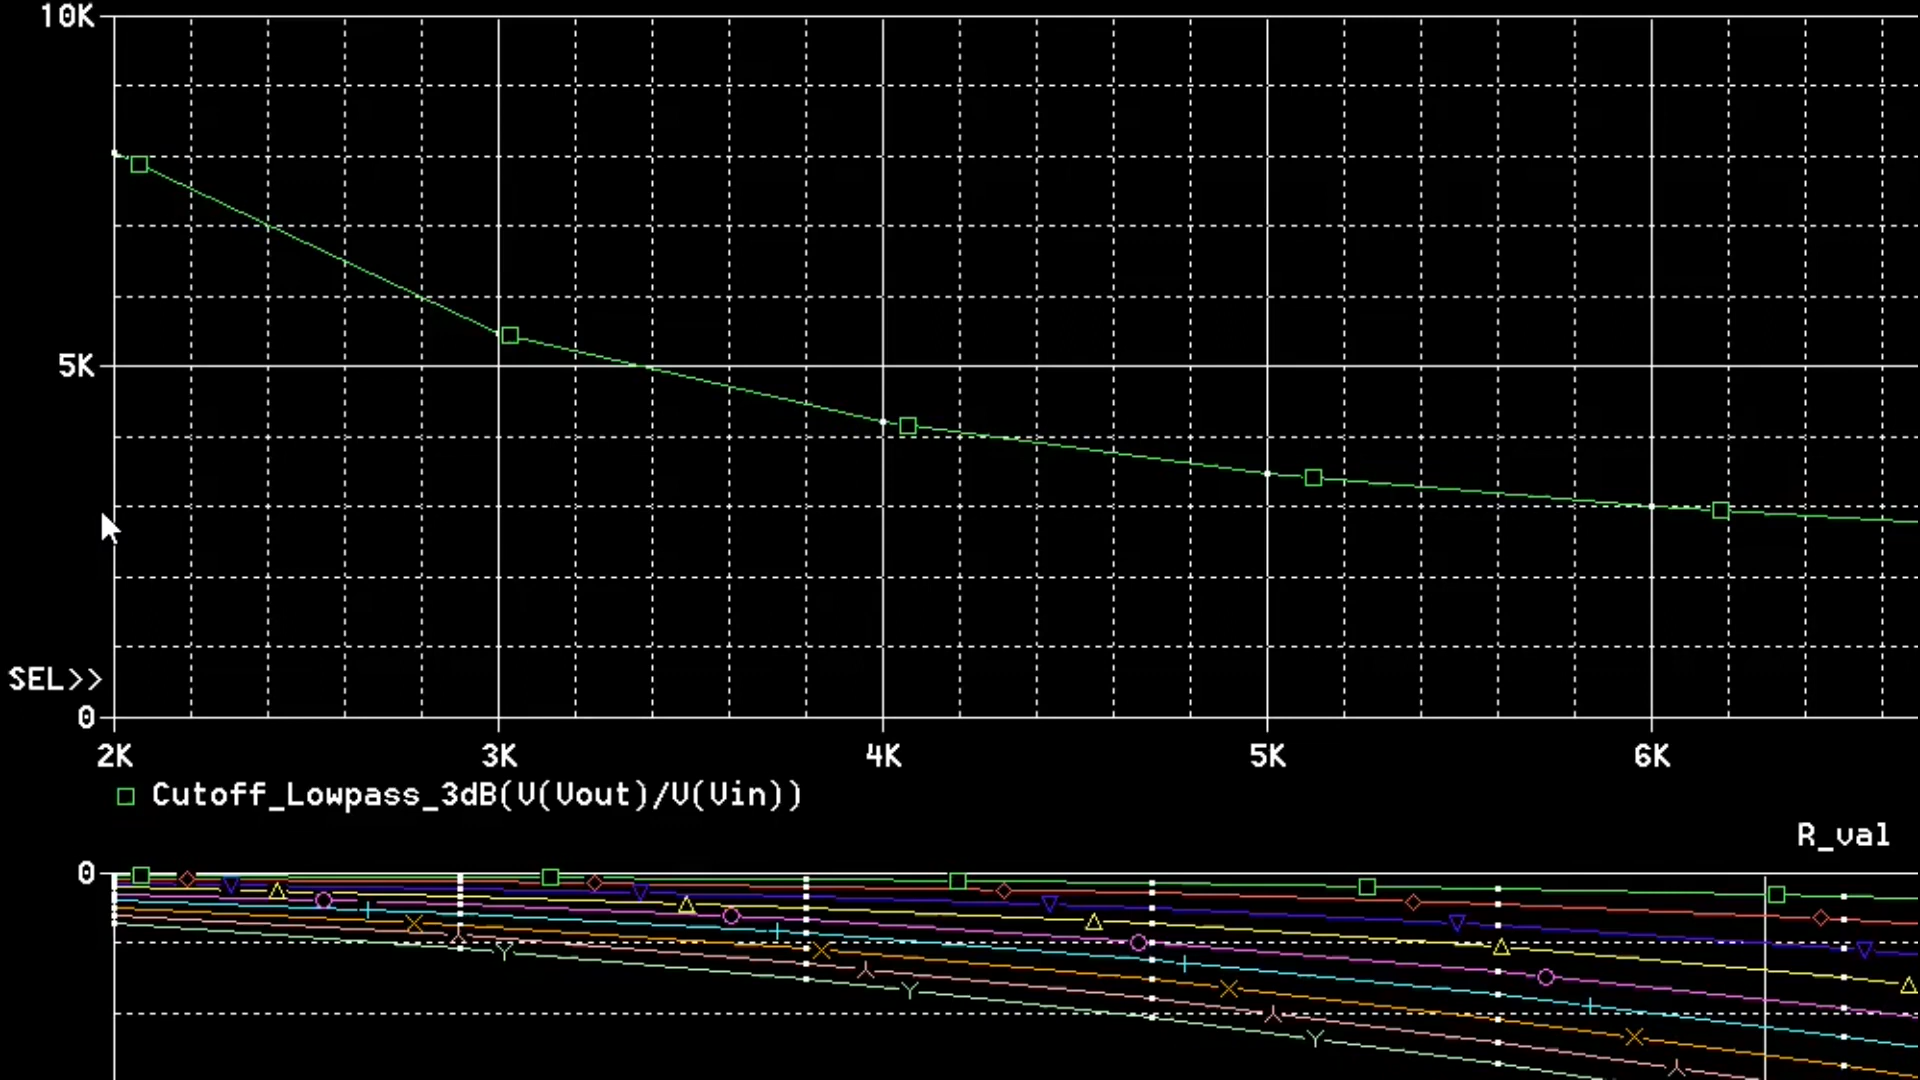 10K
5K
SEL>>
0
2K 3K 4K 5K 6K
Cutoff_Lowpass_3dB(V(Vout)/V(Vin))
R_val
0